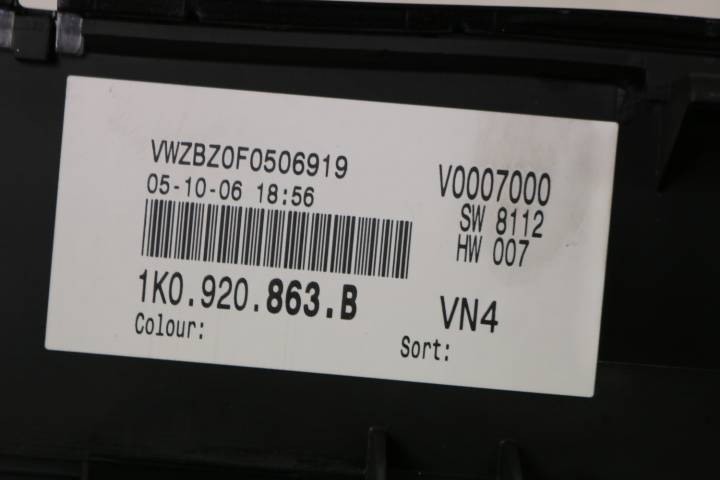 VWZBZ0F0506919
05-10-06 18:56
V0007000
SW 8112
HW 007
1K0.920.863.B
VN4
Colour:
Sort: